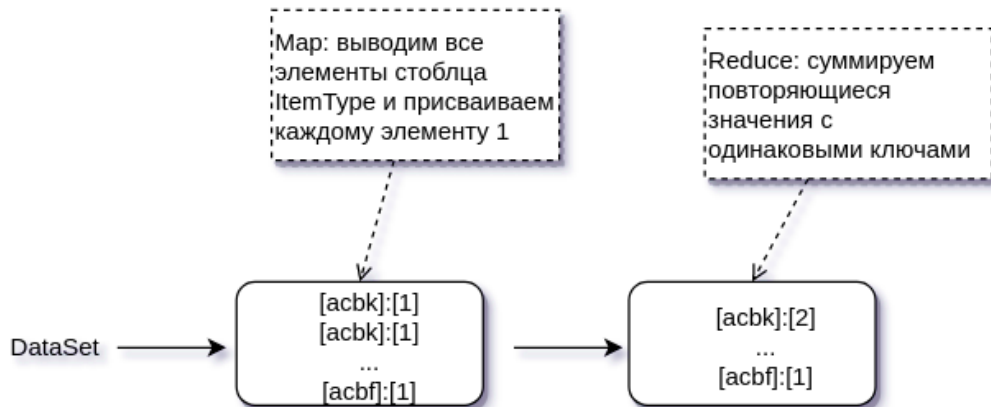 Map: выводим все
элементы стоблца
ItemType и присваиваем
каждому элементу 1
Reduce: суммируем
повторяющиеся
значения с
одинаковыми ключами
DataSet
[acbk]:[1]
[acbk]:[1]
...
[acbf]:[1]
[acbk]:[2]
...
[acbf]:[1]